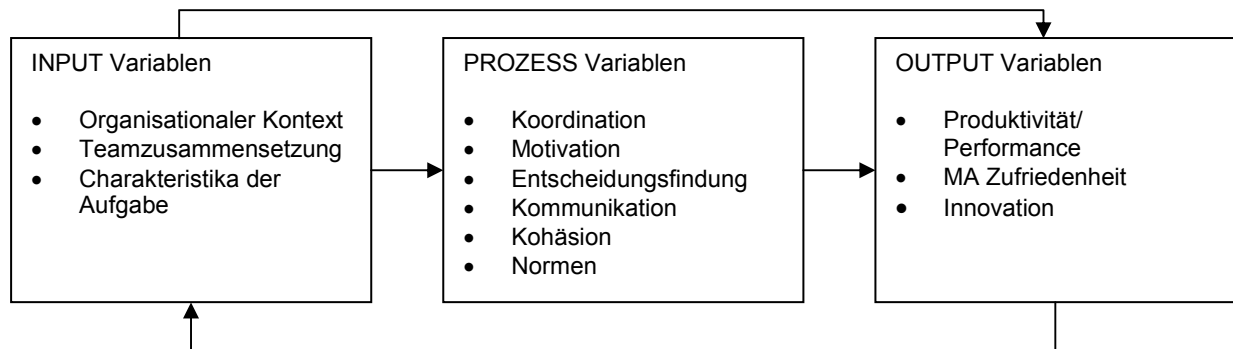 INPUT Variablen
• Organisationaler Kontext
• Teamzusammensetzung
• Charakteristika der
Aufgabe
PROZESS Variablen
• Koordination
• Motivation
• Entscheidungsfindung
• Kommunikation
• Kohäsion
• Normen
OUTPUT Variablen
• Produktivität/
Performance
• MA Zufriedenheit
• Innovation